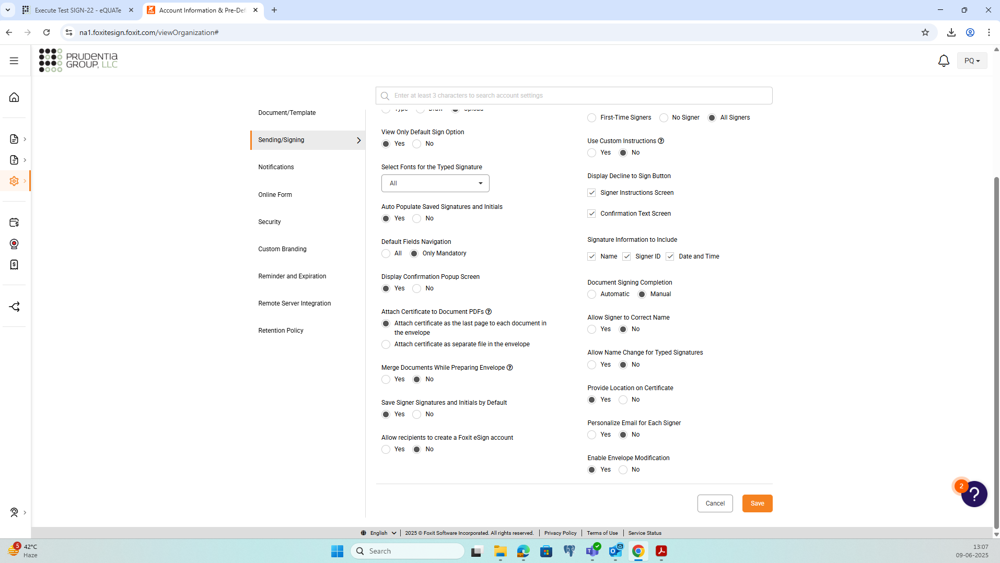 Execute Test SIGN-22 - eQUATe
Account Information & Pre-Def
na1.foxitesign.foxit.com/viewOrganization#
PRUDENTIA
GROUP, LLC
PQ
Enter at least 3 characters to search account settings
Document/Template
Sending/Signing
Notifications
Online Form
Security
Custom Branding
Reminder and Expiration
Remote Server Integration
Retention Policy
Type Draw Upload
View Only Default Sign Option
Yes No
Select Fonts for the Typed Signature
All
Auto Populate Saved Signatures and Initials
Yes No
Default Fields Navigation
All Only Mandatory
Display Confirmation Popup Screen
Yes No
Attach Certificate to Document PDFs
Attach certificate as the last page to each document in
the envelope
Attach certificate as separate file in the envelope
Merge Documents While Preparing Envelope
Yes No
Save Signer Signatures and Initials by Default
Yes No
Allow recipients to create a Foxit eSign account
Yes No
First-Time Signers No Signer All Signers
Use Custom Instructions
Yes No
Display Decline to Sign Button
Signer Instructions Screen
Confirmation Text Screen
Signature Information to Include
Name Signer ID Date and Time
Document Signing Completion
Automatic Manual
Allow Signer to Correct Name
Yes No
Allow Name Change for Typed Signatures
Yes No
Provide Location on Certificate
Yes No
Personalize Email for Each Signer
Yes No
Enable Envelope Modification
Yes No
Cancel Save
2
English 2025 © Foxit Software Incorporated. All rights reserved. Privacy Policy Terms of Use Service Status
5
42°C
Haze
Search
13:07
09-06-2025